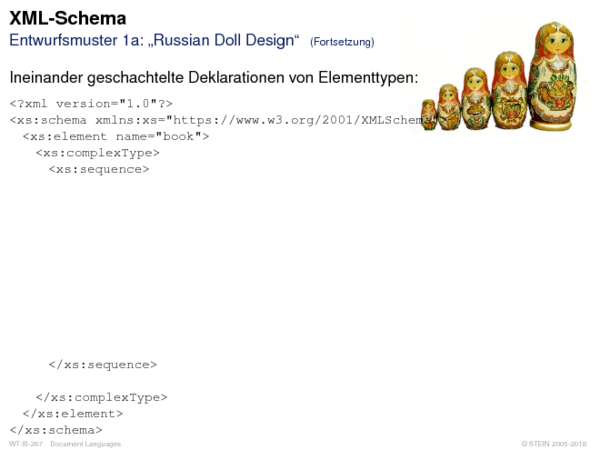 XML-Schema
Entwurfsmuster 1a: „Russian Doll Design“ (Fortsetzung)
Ineinander geschachtelte Deklarationen von Elementtypen:
<?xml version="1.0"?>
<xs:schema xmlns:xs="https://www.w3.org/2001/XMLSchema"
<xs:element name="book">
<xs:complexType>
<xs:sequence>
</xs:sequence>
</xs:complexType>
</xs:element>
</xs:schema>
WT:III-267 Document Languages
© STEIN 2005-2018